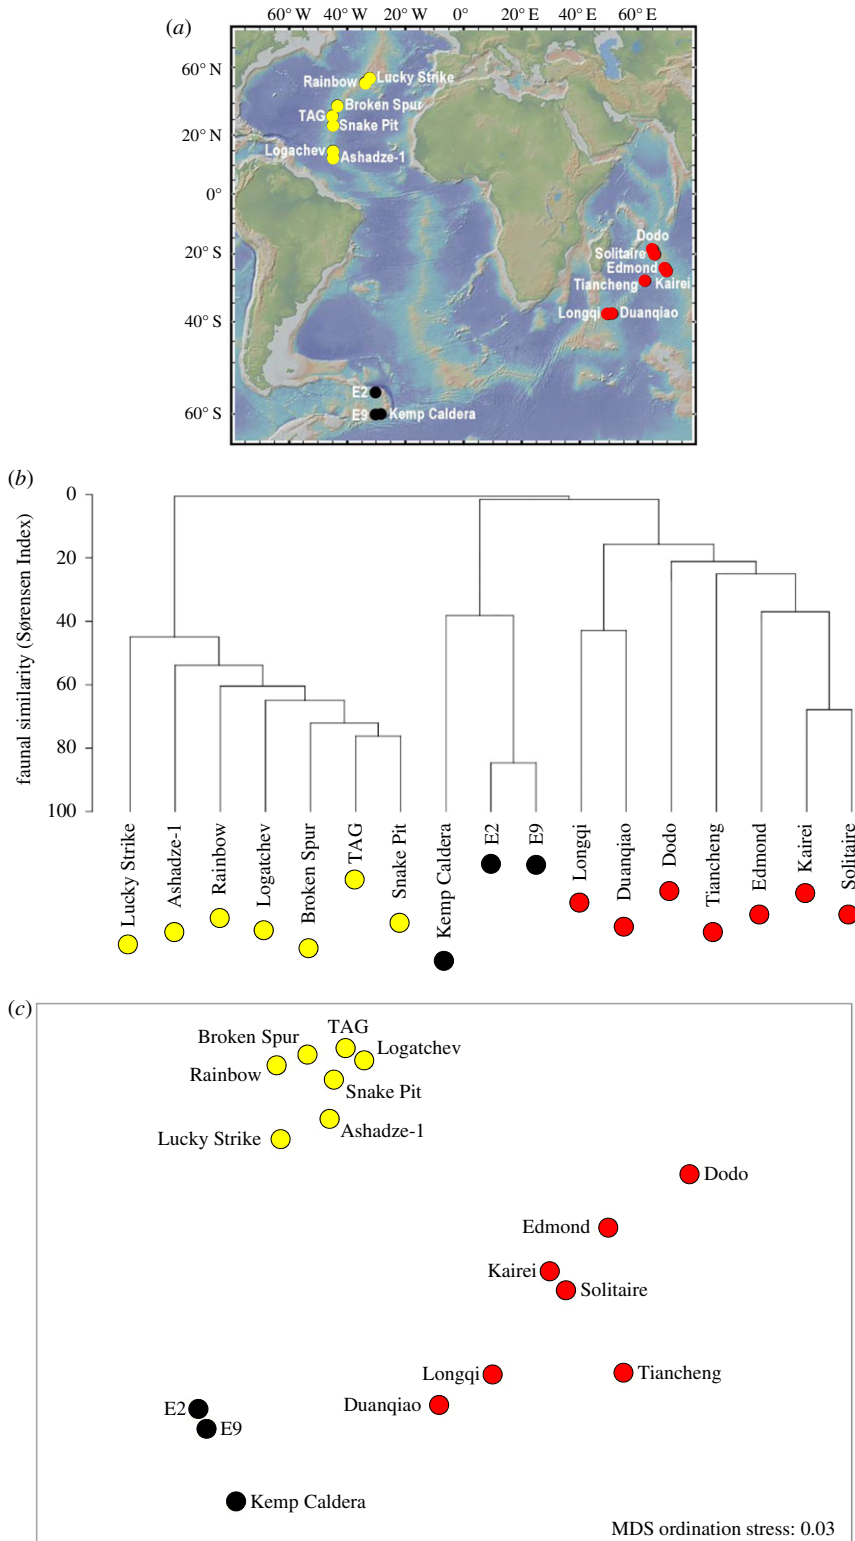 60° W 40° W 20° W 0° 20° E 40° E 60° E
(a)
60° N
20° N
0°
20° S
40° S
60° S
Lucky Strike
Rainbow
Broken Spur
TAG
Snake Pit
Logachev
Ashadze-1
Dodo
Solitaire
Edmond
Tiancheng Kairei
Longqi Duanqiao
E2
E9 Kemp Caldera
(b)
faunal similarity (Sørensen Index)
0
20
40
60
80
100
Lucky Strike
Ashadze-1
Rainbow
Logatchev
Broken Spur
TAG
Snake Pit
Kemp Caldera
E2
E9
Longqi
Duanqiao
Dodo
Tiancheng
Edmond
Kairei
Solitaire
(c)
TAG
Broken Spur
Logatchev
Rainbow
Snake Pit
Ashadze-1
Lucky Strike
Dodo
Edmond
Kairei
Solitaire
Longqi
Tiancheng
Duanqiao
E2
E9
Kemp Caldera
MDS ordination stress: 0.03